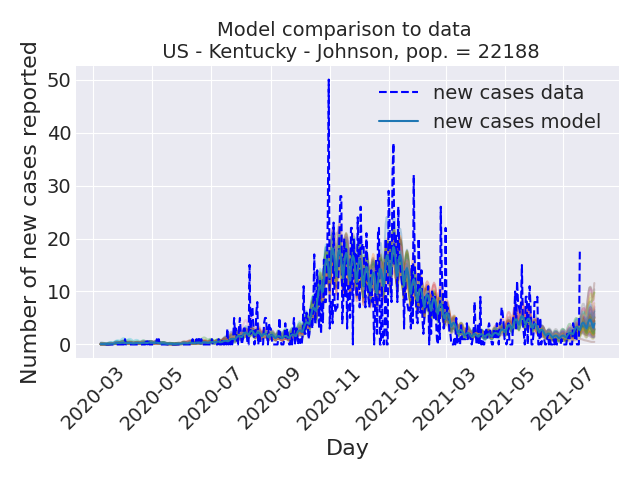 Model comparison to data
US - Kentucky - Johnson, pop. = 22188
Number of new cases reported
50
40
30
20
10
0
new cases data
new cases model
2020-03
2020-05
2020-07
2020-09
2020-11
2021-01
2021-03
2021-05
2021-07
Day